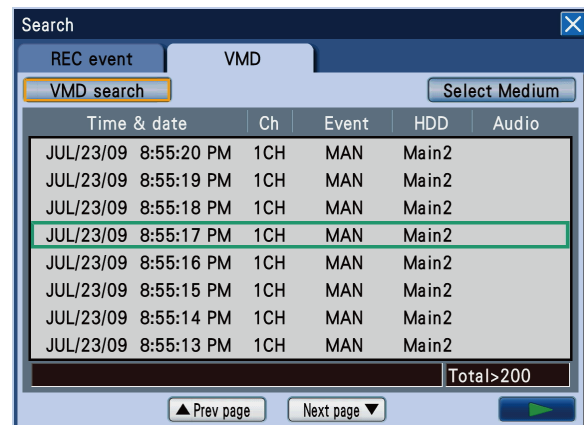 Search
REC event VMD
VMD search Select Medium
Time & date Ch Event HDD Audio
JUL/23/09 8:55:20 PM 1CH MAN Main2
JUL/23/09 8:55:19 PM 1CH MAN Main2
JUL/23/09 8:55:18 PM 1CH MAN Main2
JUL/23/09 8:55:17 PM 1CH MAN Main2
JUL/23/09 8:55:16 PM 1CH MAN Main2
JUL/23/09 8:55:15 PM 1CH MAN Main2
JUL/23/09 8:55:14 PM 1CH MAN Main2
JUL/23/09 8:55:13 PM 1CH MAN Main2
Total>200
▲ Prev page Next page ▼